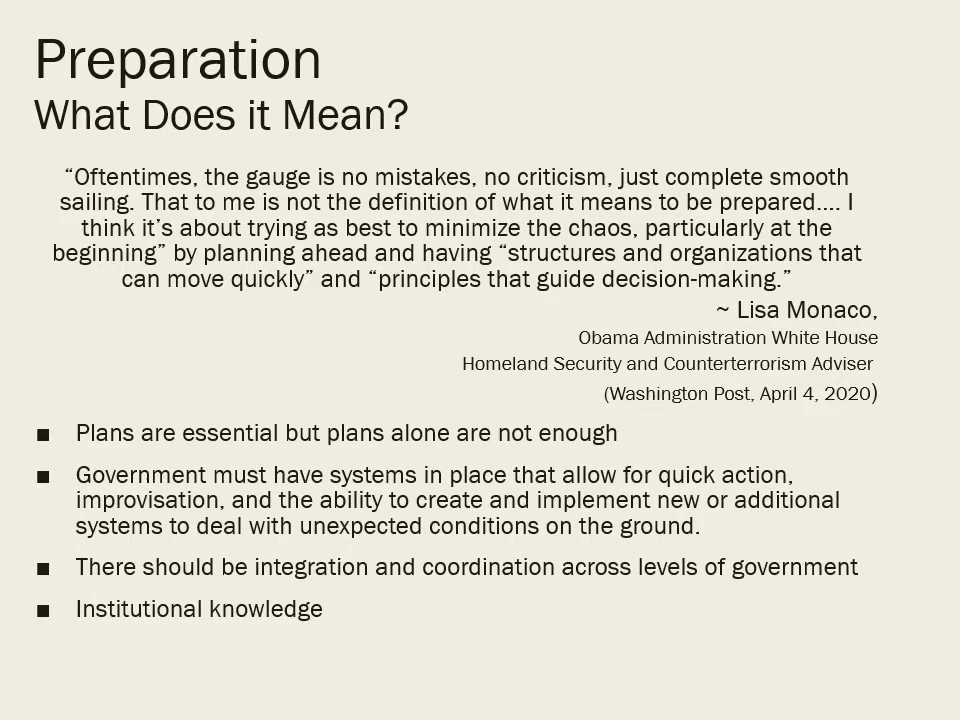 Preparation
What Does it Mean?
“Oftentimes, the gauge is no mistakes, no criticism, just complete smooth
sailing. That to me is not the definition of what it means to be prepared.... I
think it’s about trying as best to minimize the chaos, particularly at the
beginning” by planning ahead and having “structures and organizations that
can move quickly” and “principles that guide decision-making.”
~ Lisa Monaco,
Obama Administration White House
Homeland Security and Counterterrorism Adviser
(Washington Post, April 4, 2020)
■ Plans are essential but plans alone are not enough
■ Government must have systems in place that allow for quick action,
improvisation, and the ability to create and implement new or additional
systems to deal with unexpected conditions on the ground.
■ There should be integration and coordination across levels of government
■ Institutional knowledge